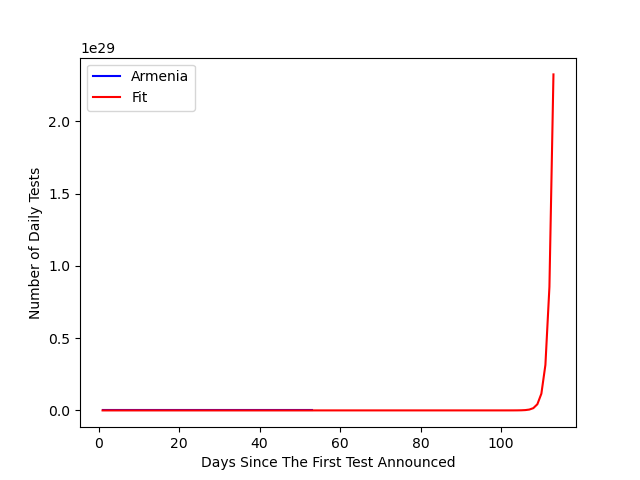 1e29
Armenia
Fit
2.0
1.5
1.0
0.5
0.0
Number of Daily Tests
0 20 40 60 80 100
Days Since The First Test Announced